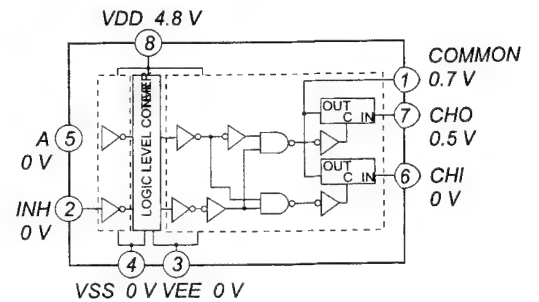 VDD 4.8 V
8
COMMON
1
0.7 V
A
5
0 V
OUT
C IN
7
CHO
0.5 V
LOGIC LEVEL
OUT
C IN
6
CHI
0 V
INH
2
0 V
4
3
VSS 0 V VEE 0 V